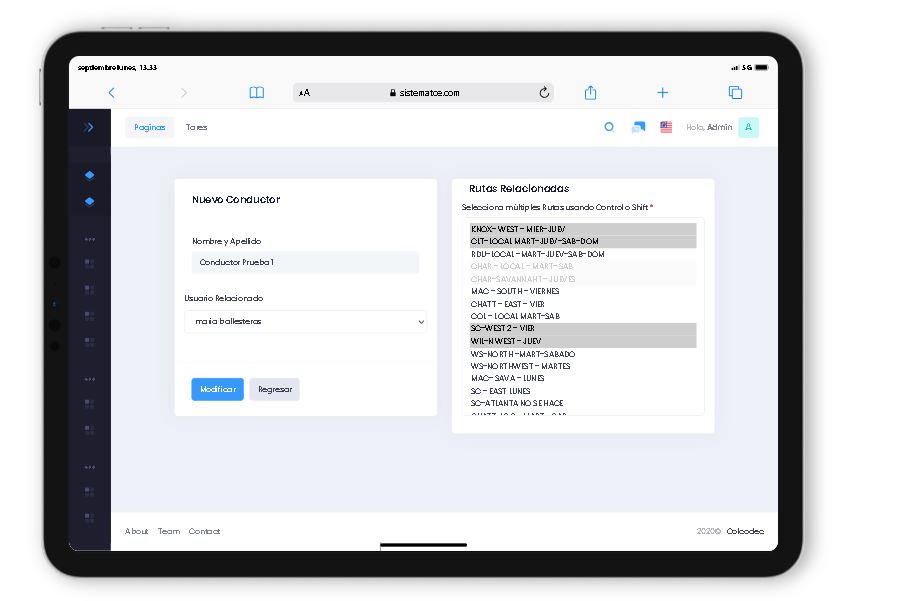 septiembre lunes, 13:33
5G
AA
sistematce.com
Paginas
Tares
Hola, Admin
A
Nuevo Conductor
Nombre y Apellido
Conductor Prueba 1
Usuario Relacionado
maria ballesteros
Modificar
Regresar
Rutas Relacionadas
Selecciona múltiples Rutas usando Control o Shift *
KNOX- WEST - MIER-JUEV
CLT-LOCAL MART-JUEV-SAB-DOM
RDU-LOCAL - MART-JUEV-SAB-DOM
CHAR - LOCAL - MART-SAB
CHAR-SAVANNAHT - JUEVES
MAC - SOUTH - VIERNES
CHATT - EAST - VIER
COL - LOCAL MART-SAB
SC-WEST 2 - VIER
WIL-N WEST - JUEV
WS-NORTH -MART-SABADO
WS-NORTHWEST - MARTES
MAC- SAVA - LUNES
SC - EAST LUNES
SC-ATLANTA NO SE HACE
About
Team
Contact
2020©
Colcodec